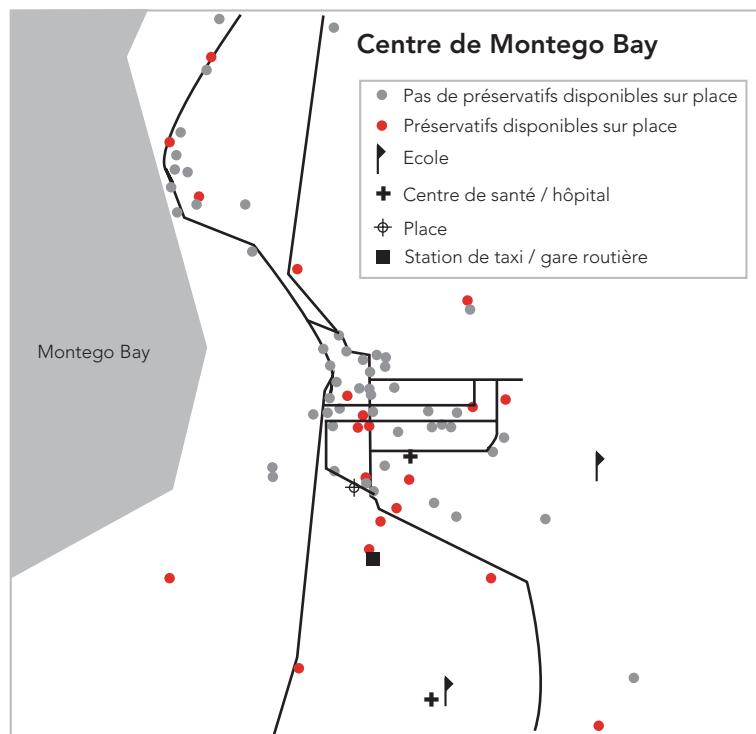 Centre de Montego Bay
Pas de préservatifs disponibles sur place
Préservatifs disponibles sur place
Ecole
Centre de santé / hôpital
Place
Station de taxi / gare routière
Montego Bay